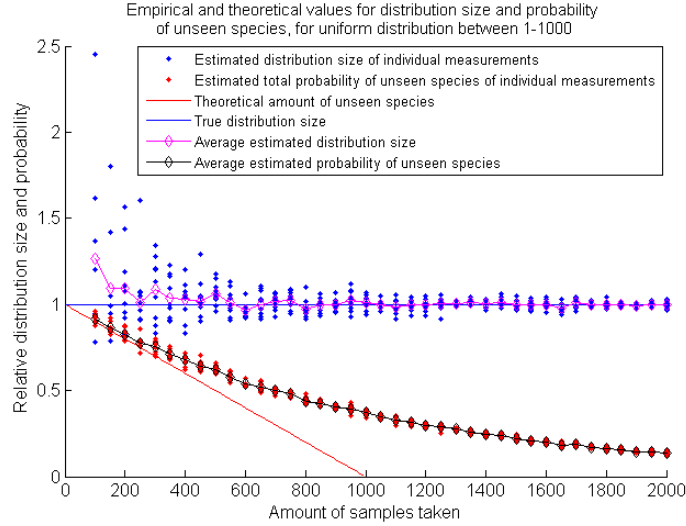 Empirical and theoretical values for distribution size and probability
of unseen species, for uniform distribution between 1-1000
2.5
Estimated distribution size of individual measurements
Estimated total probability of unseen species of individual measurements
Theoretical amount of unseen species
True distribution size
Average estimated distribution size
Average estimated probability of unseen species
2
1.5
1
0.5
0
Relative distribution size and probability
0 200 400 600 800 1000 1200 1400 1600 1800 2000
Amount of samples taken